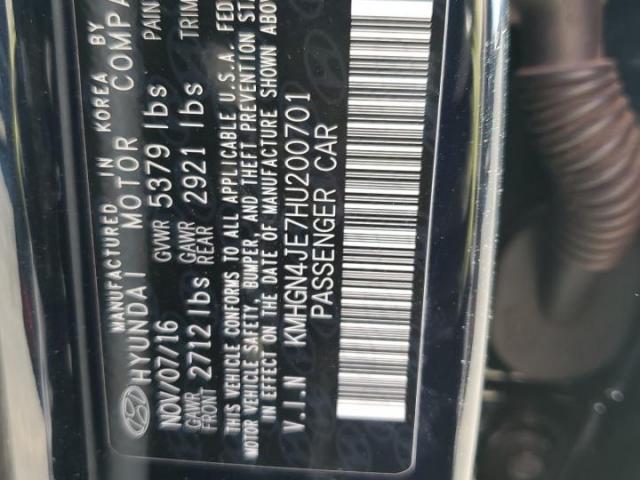 MANUFACTURED IN KOREA BY
HYUNDAI MOTOR COMPA
NOV/07/16 GVWR 5379 lbs PAIN
GAWR FRONT 2712 lbs GAWR REAR 2921 lbs TRIM
THIS VEHICLE CONFORMS TO ALL APPLICABLE U.S.A. FED
MOTOR VEHICLE SAFETY, BUMPER, AND THEFT PREVENTION ST
IN EFFECT ON THE DATE OF MANUFACTURE SHOWN ABOV
V.I.N KMHGN4JE7HU200701
PASSENGER CAR